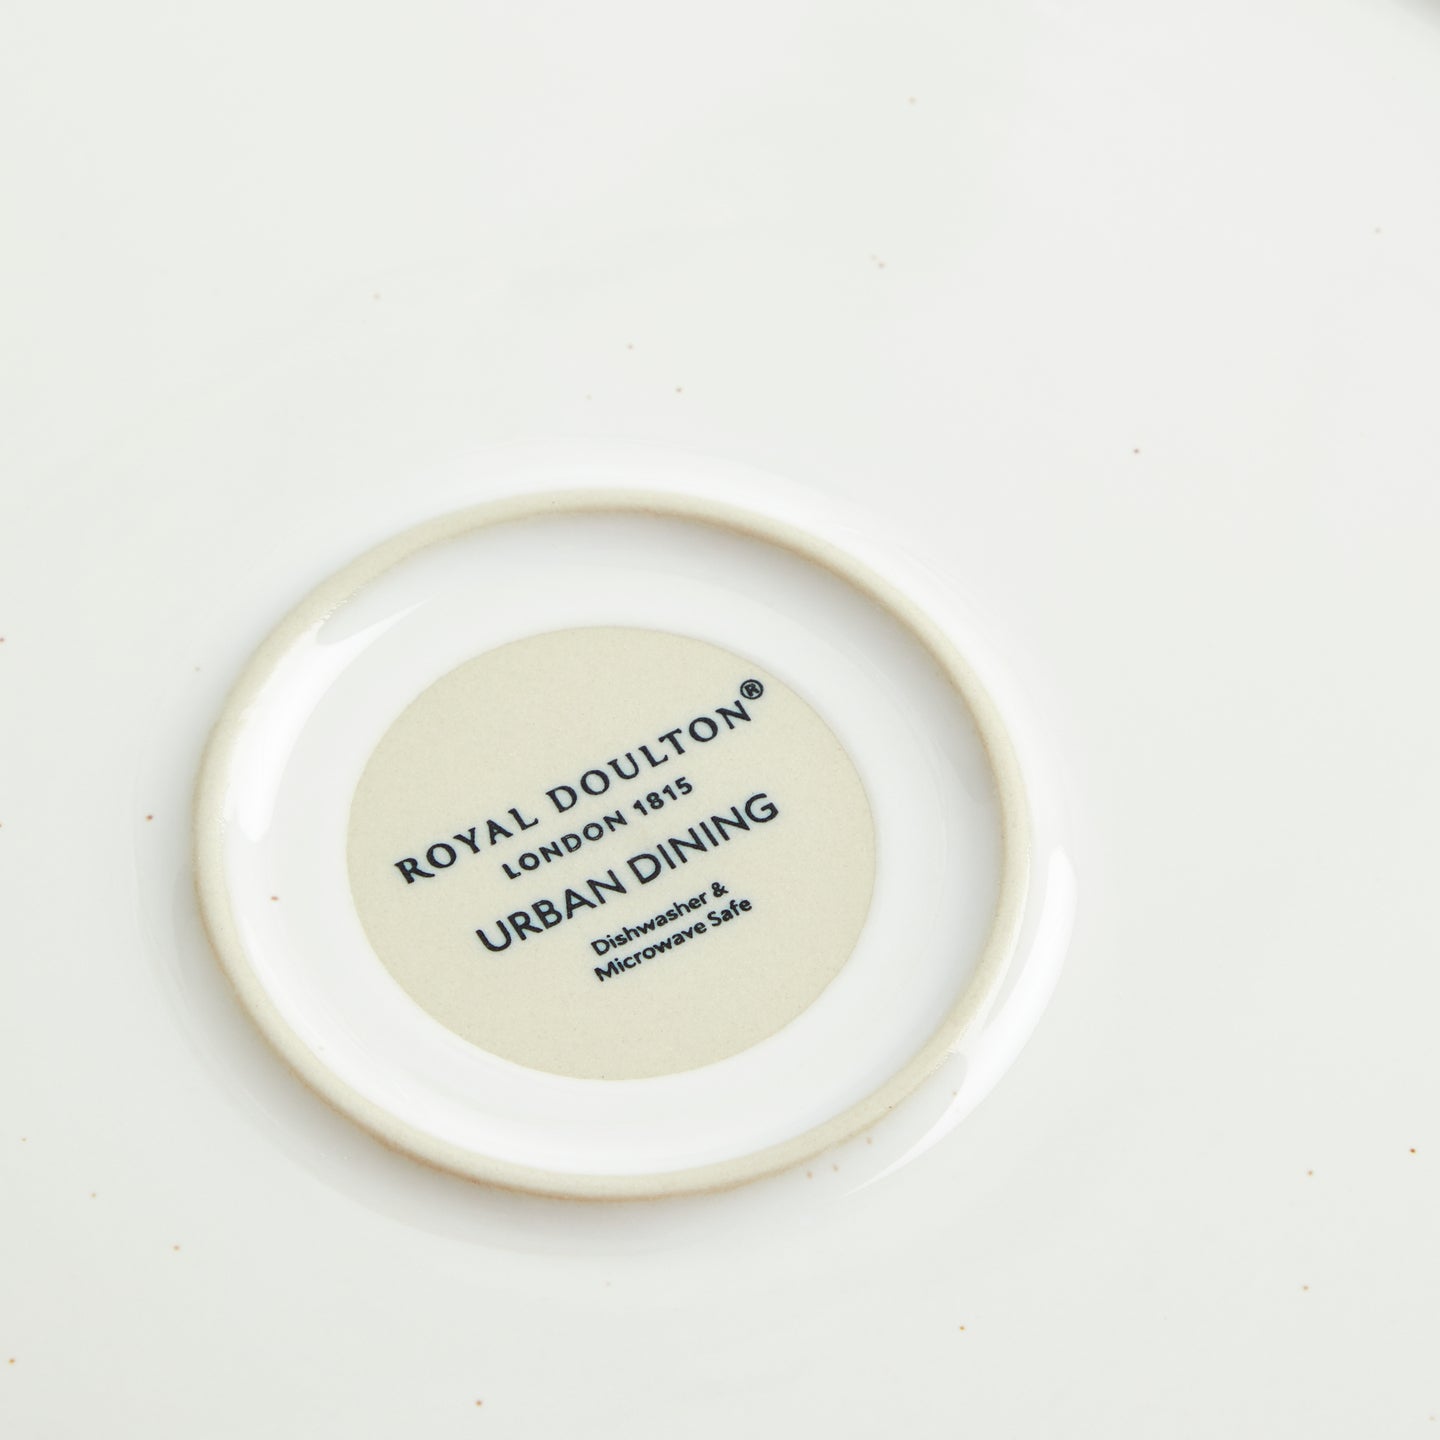 ROYAL DOULTON®
LONDON 1815
URBAN DINING
Dishwasher &
Microwave Safe